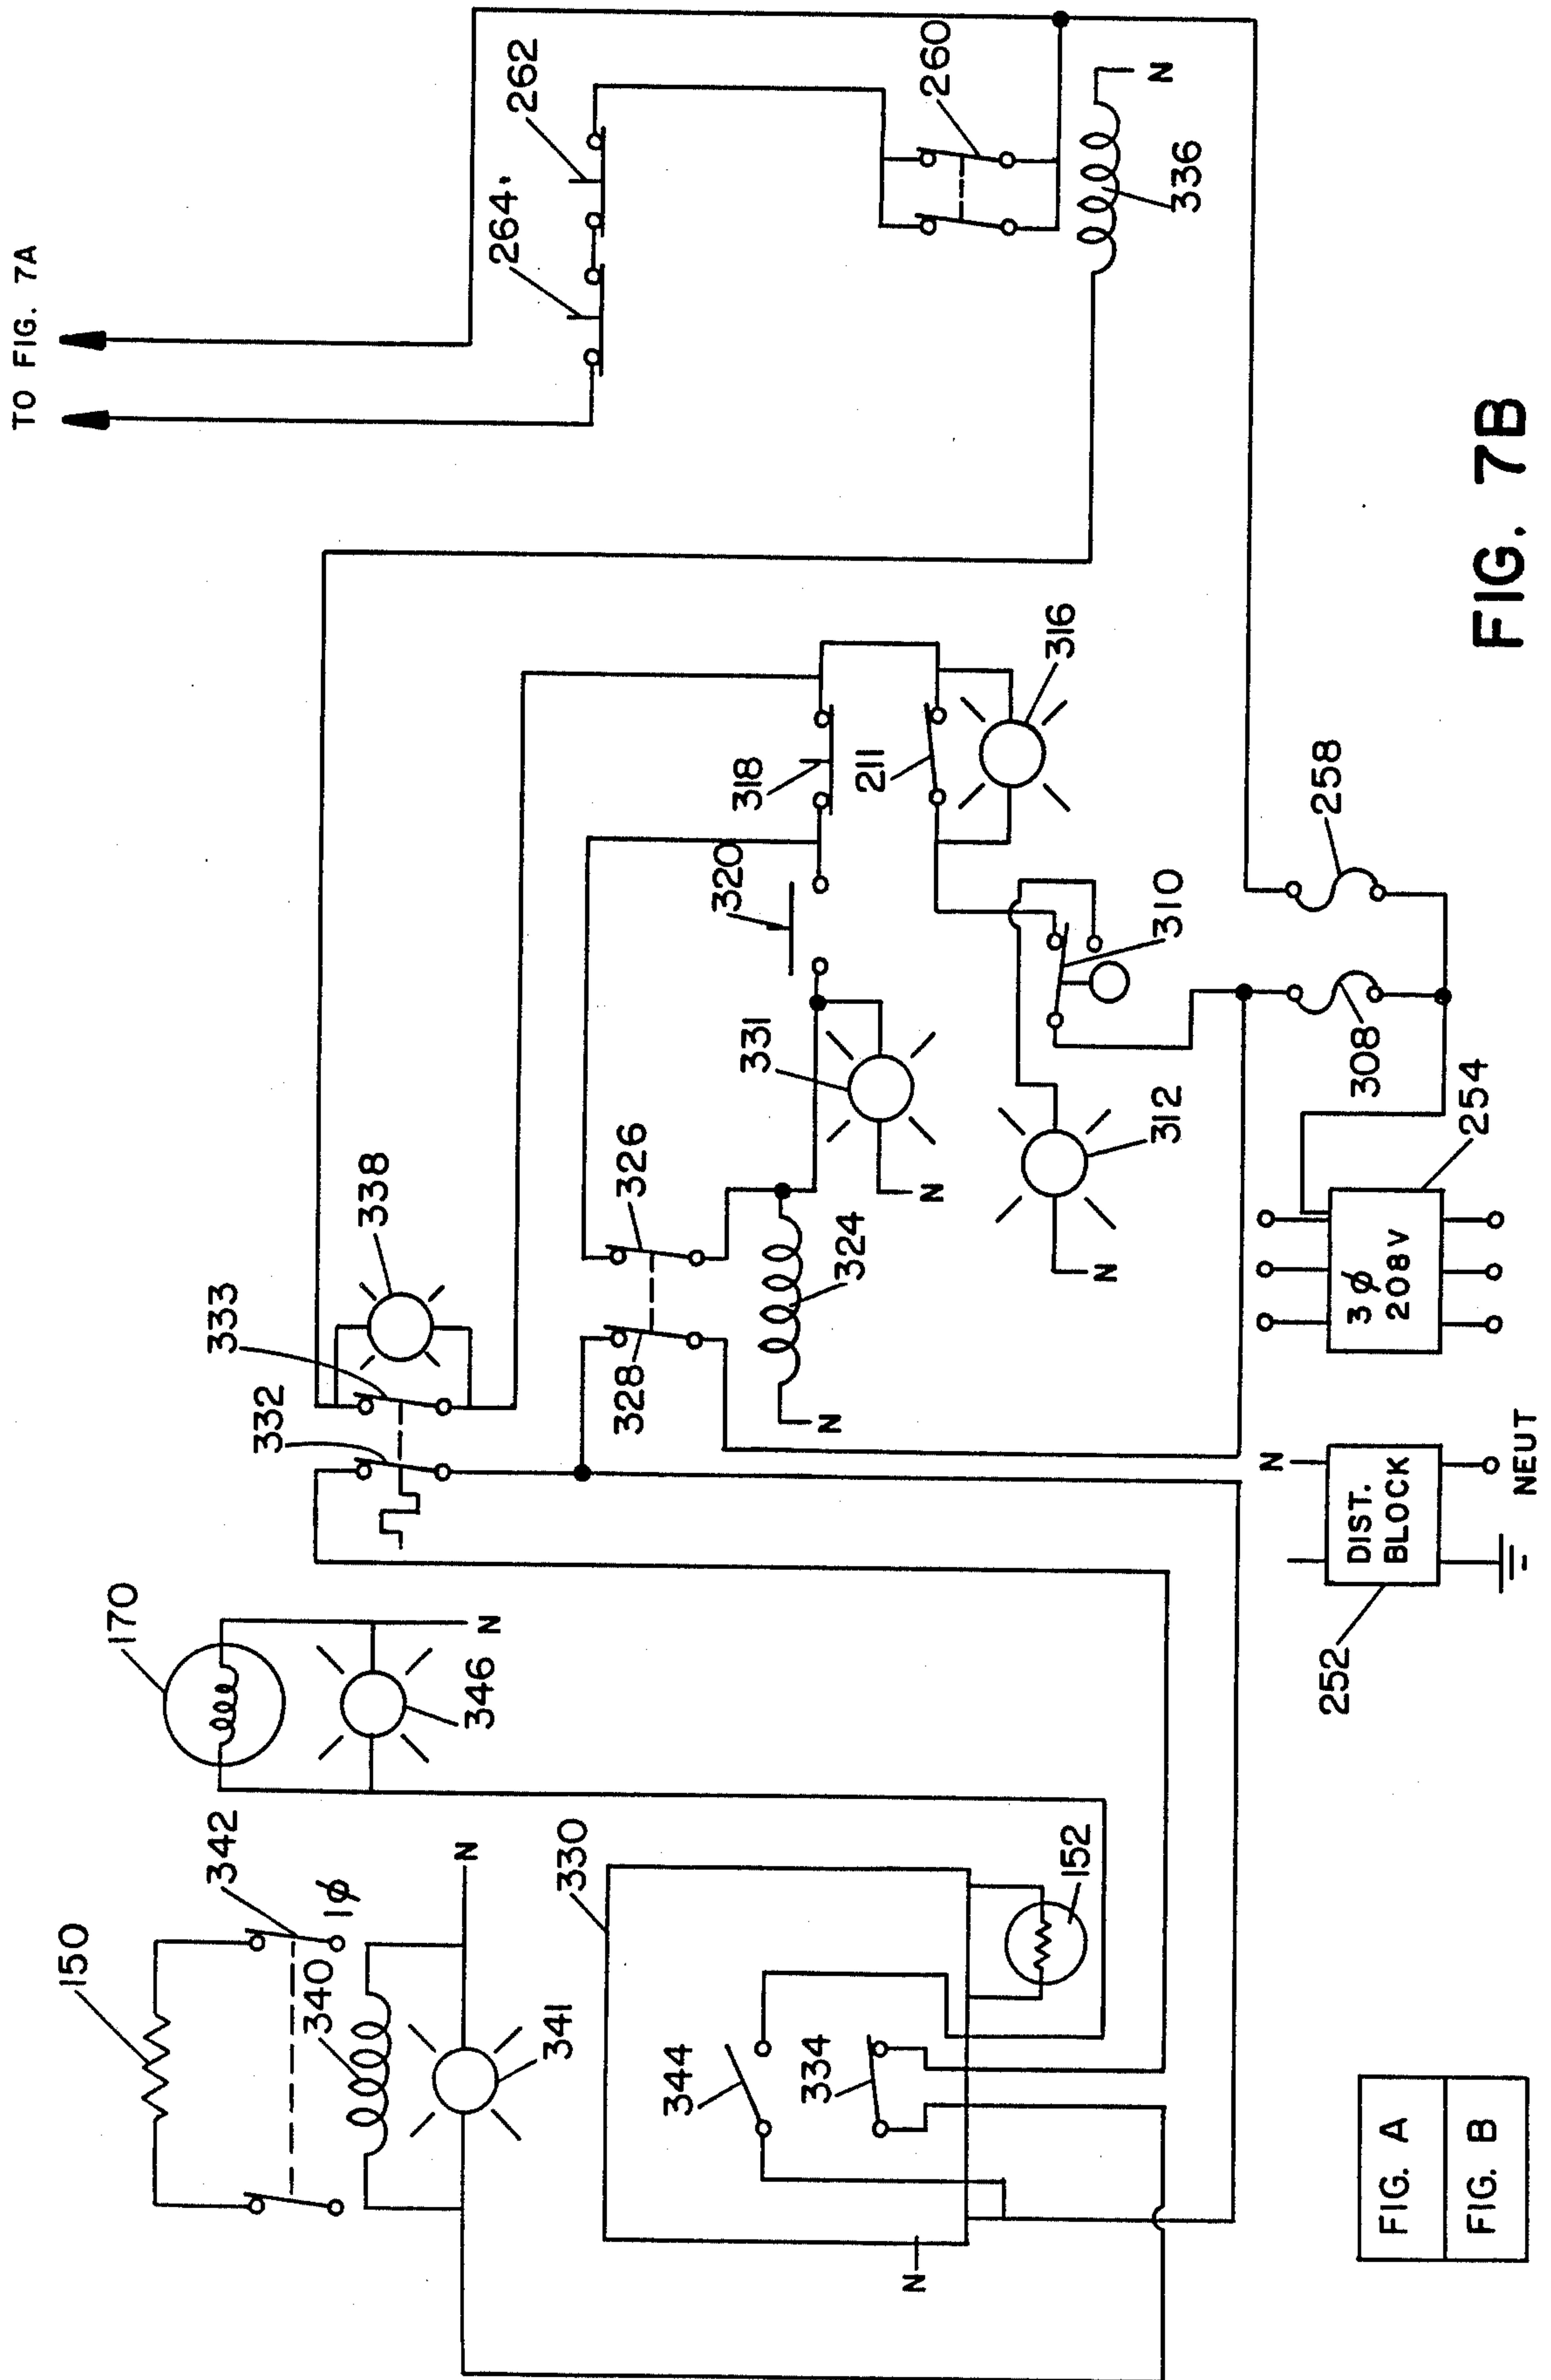 TO FIG. 7A
262
264
260
N
336
338
333
332
326
328
324
N
320
318
211
316
331
N
310
312
N
258
308
254
3 φ
208V
N
DIST.
BLOCK
252
NEUT
170
346
N
150
342
1φ
340
341
N
330
344
334
152
N
FIG. A
FIG. B
FIG. 7B